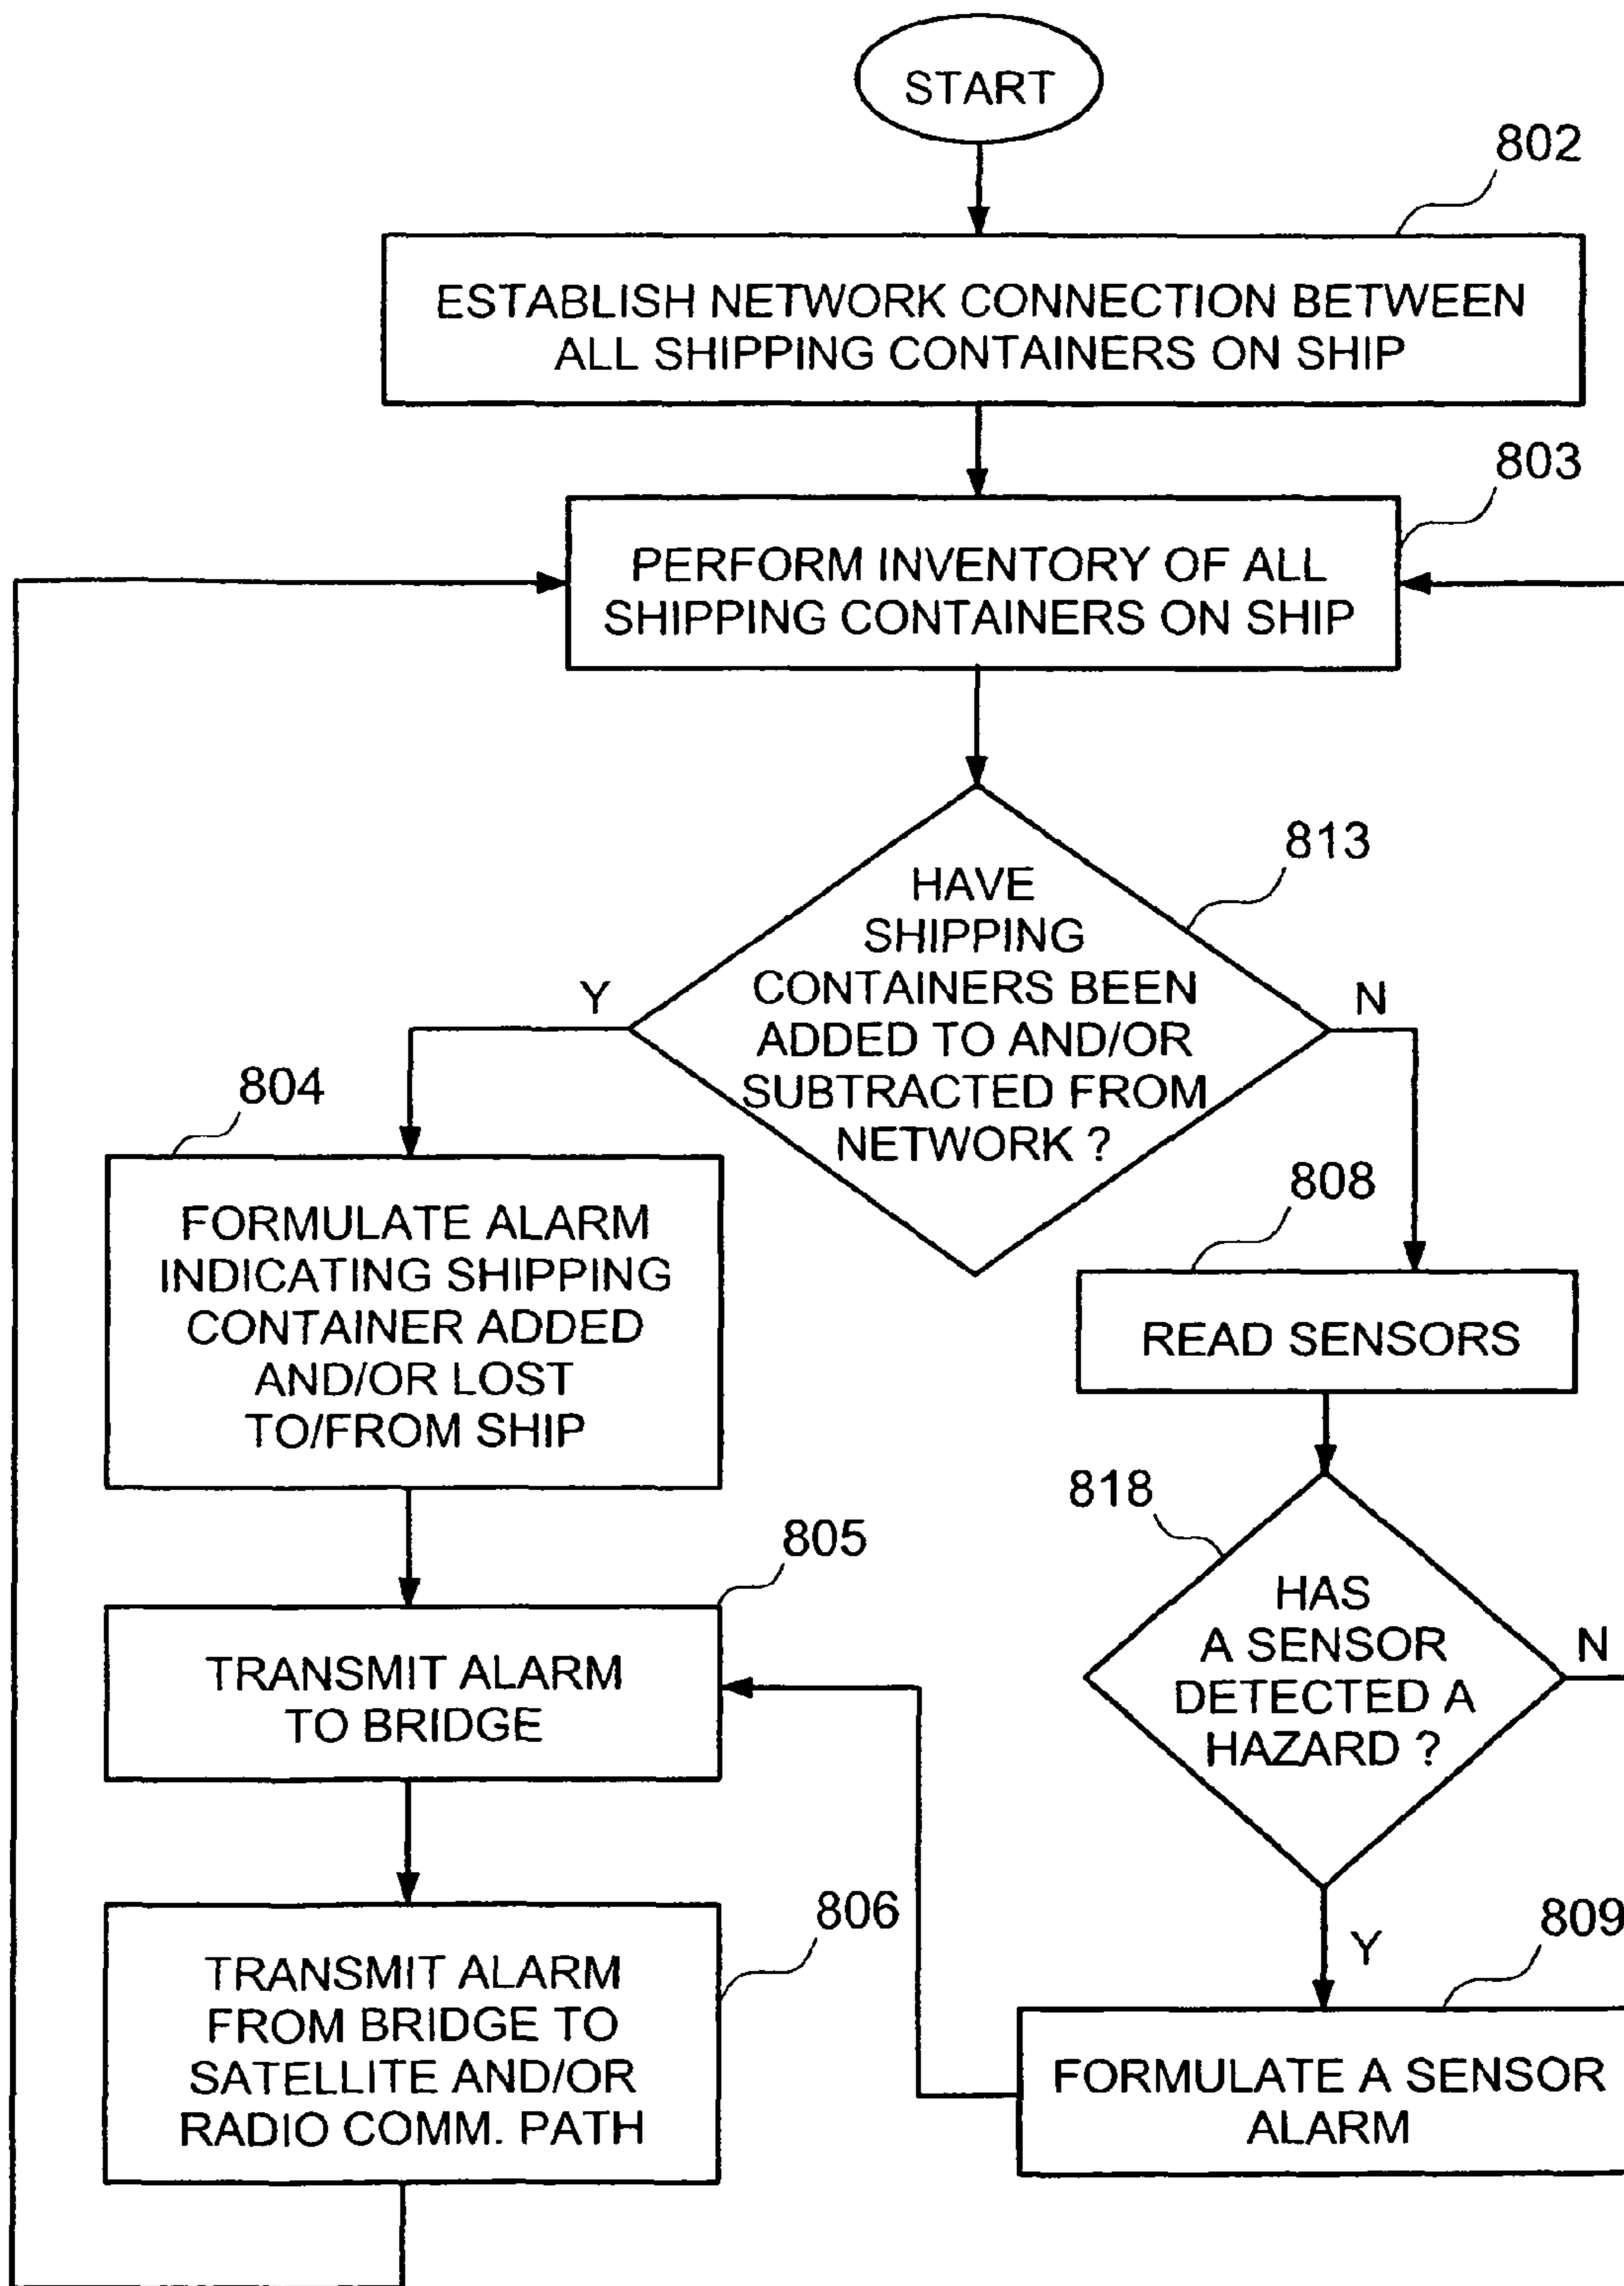 START
802
ESTABLISH NETWORK CONNECTION BETWEEN
ALL SHIPPING CONTAINERS ON SHIP
803
PERFORM INVENTORY OF ALL
SHIPPING CONTAINERS ON SHIP
813
HAVE
SHIPPING
CONTAINERS BEEN
ADDED TO AND/OR
SUBTRACTED FROM
NETWORK ?
Y
N
804
FORMULATE ALARM
INDICATING SHIPPING
CONTAINER ADDED
AND/OR LOST
TO/FROM SHIP
808
READ SENSORS
818
HAS
A SENSOR
DETECTED A
HAZARD ?
N
Y
805
TRANSMIT ALARM
TO BRIDGE
806
TRANSMIT ALARM
FROM BRIDGE TO
SATELLITE AND/OR
RADIO COMM. PATH
809
FORMULATE A SENSOR
ALARM